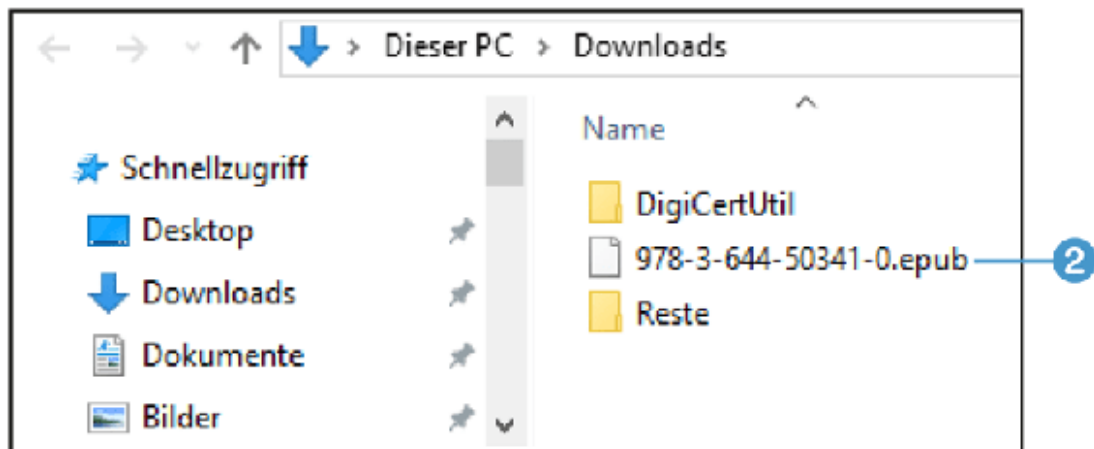 Dieser PC > Downloads
Name
Schnellzugriff
Desktop
Downloads
Dokumente
Bilder
DigiCertUtil
978-3-644-50341-0.epub
2
Reste